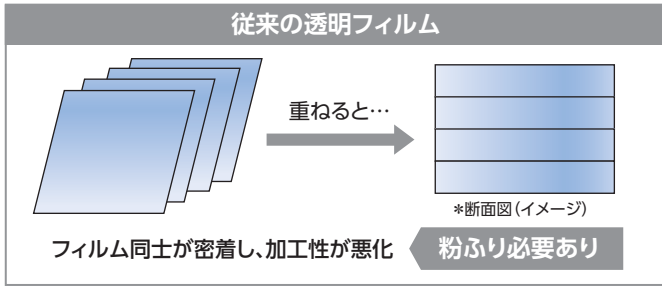 従来の透明フィルム
重ねると…
*断面図(イメージ)
フィルム同士が密着し、加工性が悪化
粉ふり必要あり